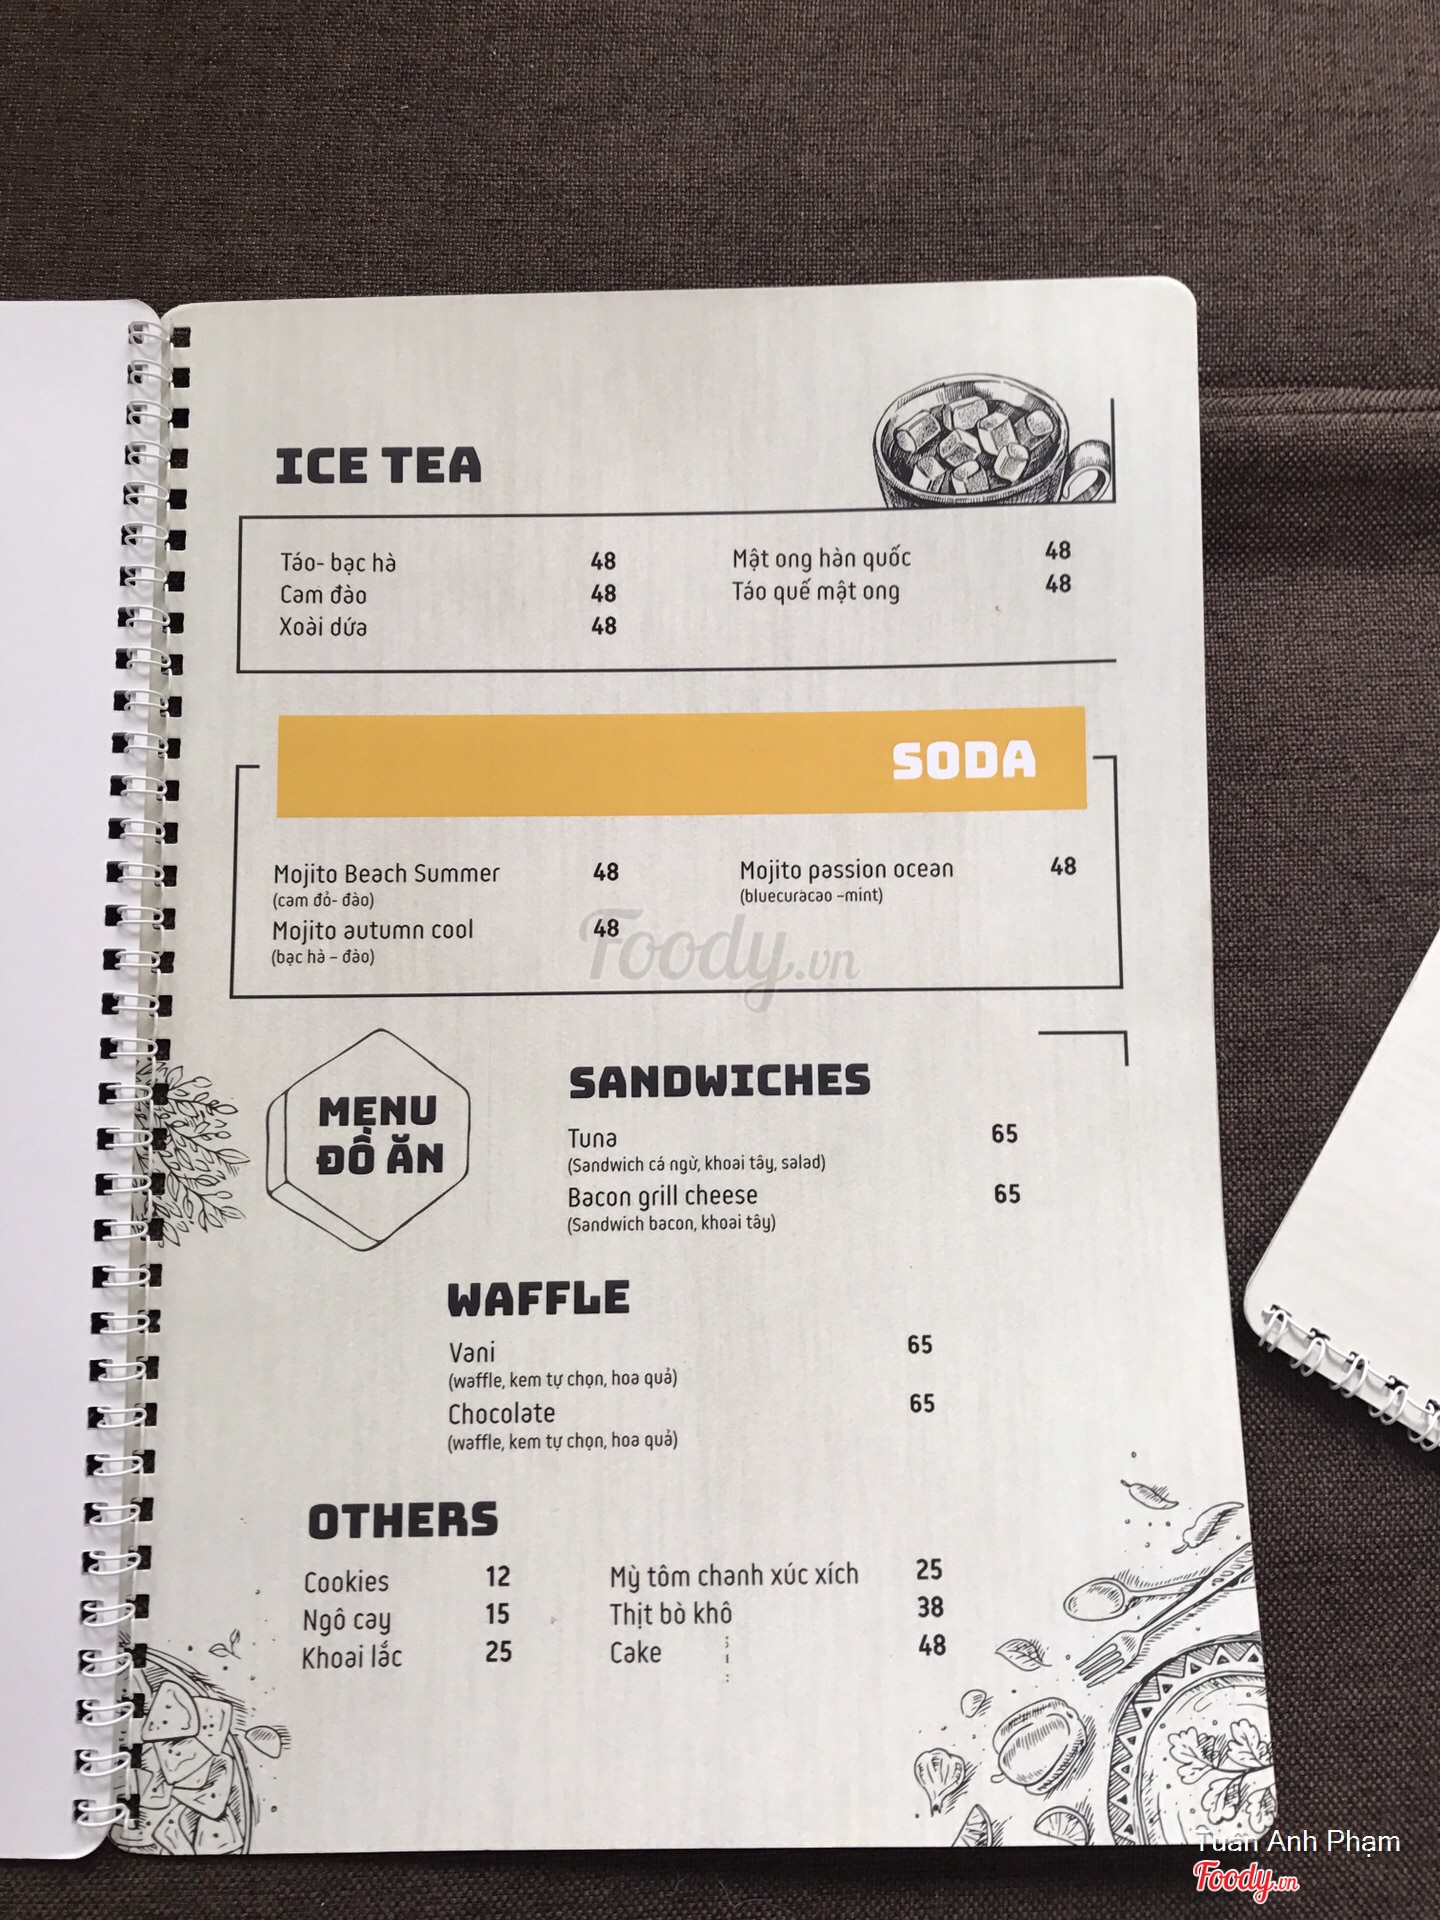 ICE TEA
Táo- bạc hà 48
Cam đào 48
Xoài dứa 48
Mật ong hàn quốc 48
Táo quế mật ong 48
SODA
Mojito Beach Summer 48
(cam đỏ- đào)
Mojito autumn cool 48
(bạc hà – đào)
Mojito passion ocean 48
(bluecuracao –mint)
Foody.vn
MENU
ĐỒ ĂN
SANDWICHES
Tuna 65
(Sandwich cá ngừ, khoai tây, salad)
Bacon grill cheese 65
(Sandwich bacon, khoai tây)
WAFFLE
Vani 65
(waffle, kem tự chọn, hoa quả)
Chocolate 65
(waffle, kem tự chọn, hoa quả)
OTHERS
Cookies 12
Ngô cay 15
Khoai lắc 25
Mỳ tôm chanh xúc xích 25
Thịt bò khô 38
Cake 48
Tuấn Anh Phạm
Foody.vn